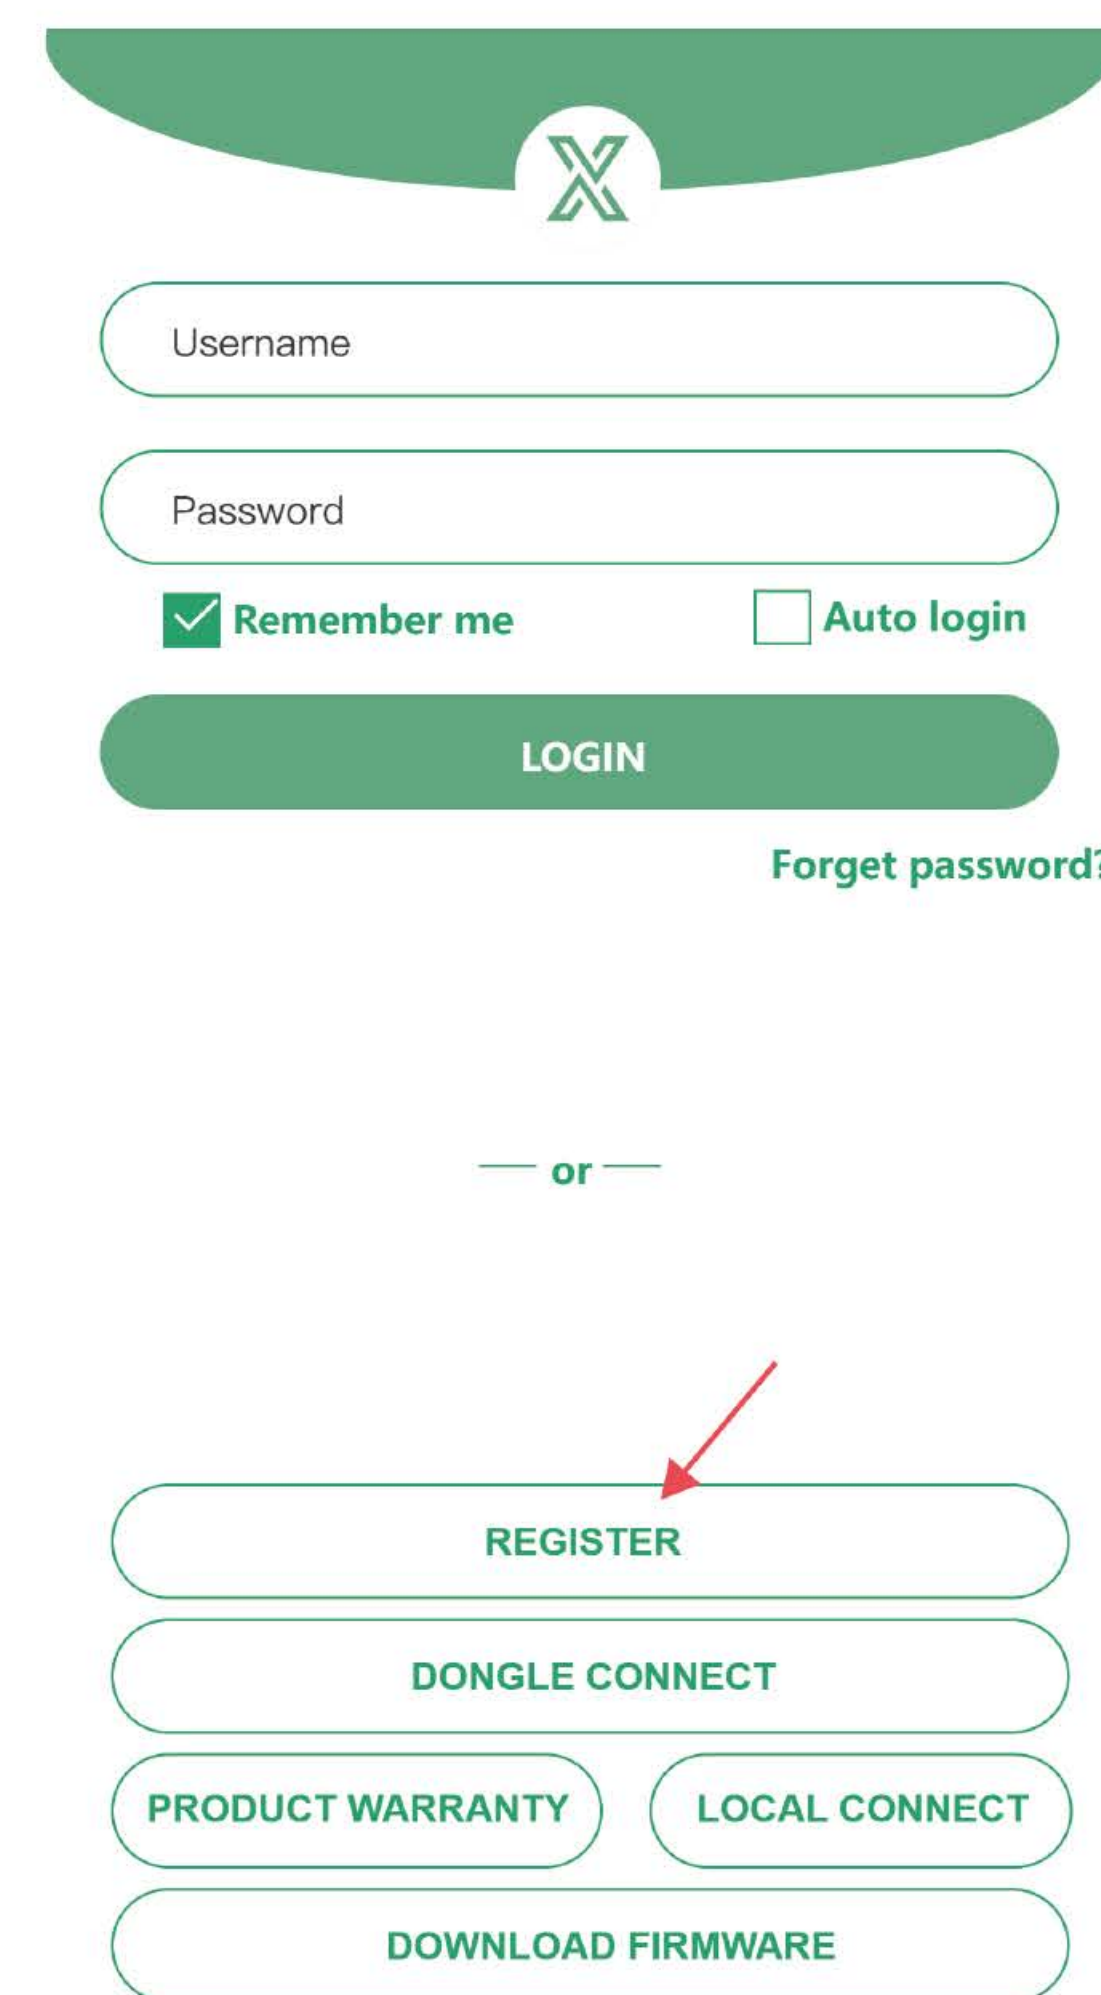 Username
Password
Remember me Auto login
LOGIN
Forget password?
or
REGISTER
DONGLE CONNECT
PRODUCT WARRANTY LOCAL CONNECT
DOWNLOAD FIRMWARE